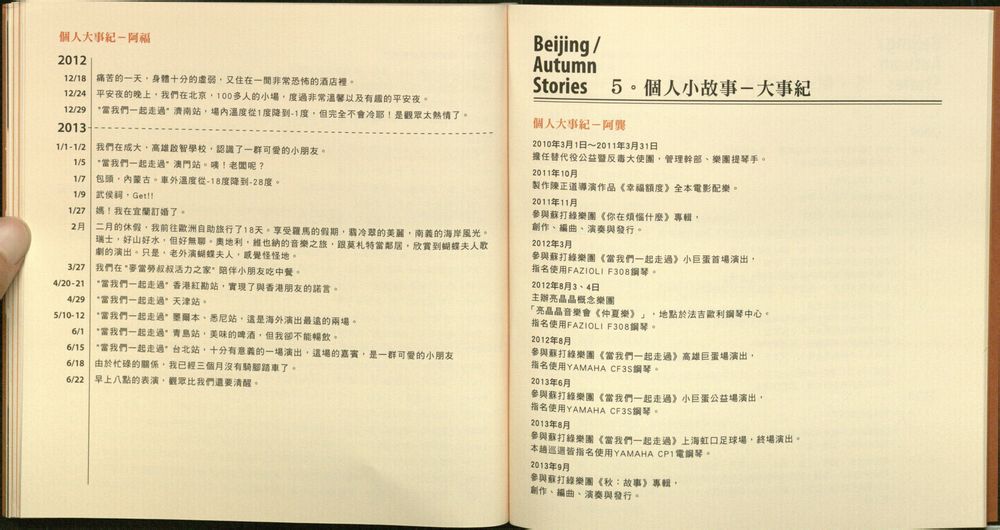 個人大事紀－阿福
2012
12/18 痛苦的一天，身體十分的虛弱，又住在一間非常恐怖的酒店裡。
12/24 平安夜的晚上，我們在北京，100多人的小場，度過非常溫馨以及有趣的平安夜。
12/29 "當我們一起走過" 濟南站，場內溫度從1度降到-1度，但完全不會冷耶！是觀眾太熱情了。
2013
1/1-1/2 我們在成大，高雄啟智學校，認識了一群可愛的小朋友。
1/5 "當我們一起走過" 澳門站。咦！老闆呢？
1/7 包頭，內蒙古。車外溫度從-18度降到-28度。
1/9 武侯祠，Get!!
1/27 媽！我在宜蘭訂婚了。
2月 二月的休假，我前往歐洲自助旅行了18天。享受羅馬的假期，翡冷翠的美麗，南義的海岸風光。
瑞士，好山好水，但好無聊。奧地利，維也納的音樂之旅，跟莫札特當鄰居，欣賞到蝴蝶夫人歌
劇的演出。只是，老外演蝴蝶夫人，感覺怪怪地。
3/27 我們在"麥當勞叔叔活力之家" 陪伴小朋友吃中餐。
4/20-21 "當我們一起走過" 香港紅勘站，實現了與香港朋友的諾言。
4/29 "當我們一起走過" 天津站。
5/10-12 "當我們一起走過" 墨爾本、悉尼站，這是海外演出最遠的兩場。
6/1 "當我們一起走過" 青島站，美味的啤酒，但我卻不能暢飲。
6/15 "當我們一起走過" 台北站，十分有意義的一場演出，這場的嘉賓，是一群可愛的小朋友
6/18 由於忙碌的關係，我已經三個月沒有騎腳踏車了。
6/22 早上八點的表演，觀眾比我們還要清醒。
Beijing /
Autumn
Stories 5。個人小故事－大事紀
個人大事紀－阿龔
2010年3月1日～2011年3月31日
擔任替代役公益暨反毒大使團，管理幹部、樂團提琴手。
2011年10月
製作陳正道導演作品《幸福額度》全本電影配樂。
2011年11月
參與蘇打綠樂團《你在煩惱什麼》專輯，
創作、編曲、演奏與發行。
2012年3月
參與蘇打綠樂團《當我們一起走過》小巨蛋首場演出，
指名使用FAZIOLI F308鋼琴。
2012年8月3、4日
主辦亮晶晶概念樂團
「亮晶晶音樂會《仲夏樂》」，地點於法吉歐利鋼琴中心。
指名使用FAZIOLI F308鋼琴。
2012年8月
參與蘇打綠樂團《當我們一起走過》高雄巨蛋場演出，
指名使用YAMAHA CF3S鋼琴。
2013年6月
參與蘇打綠樂團《當我們一起走過》小巨蛋公益場演出，
指名使用YAMAHA CF3S鋼琴。
2013年8月
參與蘇打綠樂團《當我們一起走過》上海虹口足球場，終場演出。
本趟巡迴皆指名使用YAMAHA CP1電鋼琴。
2013年9月
參與蘇打綠樂團《秋：故事》專輯，
創作、編曲、演奏與發行。